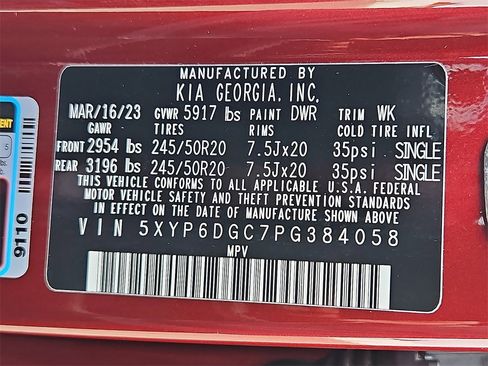 MANUFACTURED BY
KIA GEORGIA, INC,
MAR/16/23 GVWR 5917 lbs PAINT DWR TRIM WK
GAWR TIRES RIMS COLD TIRE INFL
FRONT 2954 lbs 245/50R20 7.5Jx20 35psi SINGLE
REAR 3196 lbs 245/50R20 7.5Jx20 35psi SINGLE
THIS VEHICLE CONFORMS TO ALL APPLICABLE U.S.A. FEDERAL
MOTOR VEHICLE SAFETY AND THEFT PREVENTION STANDARDS
IN EFFECT ON THE DATE OF MANUFACTURE SHOWN ABOVE.
VIN 5XYP6DGC7PG384058
MPV
9110
5